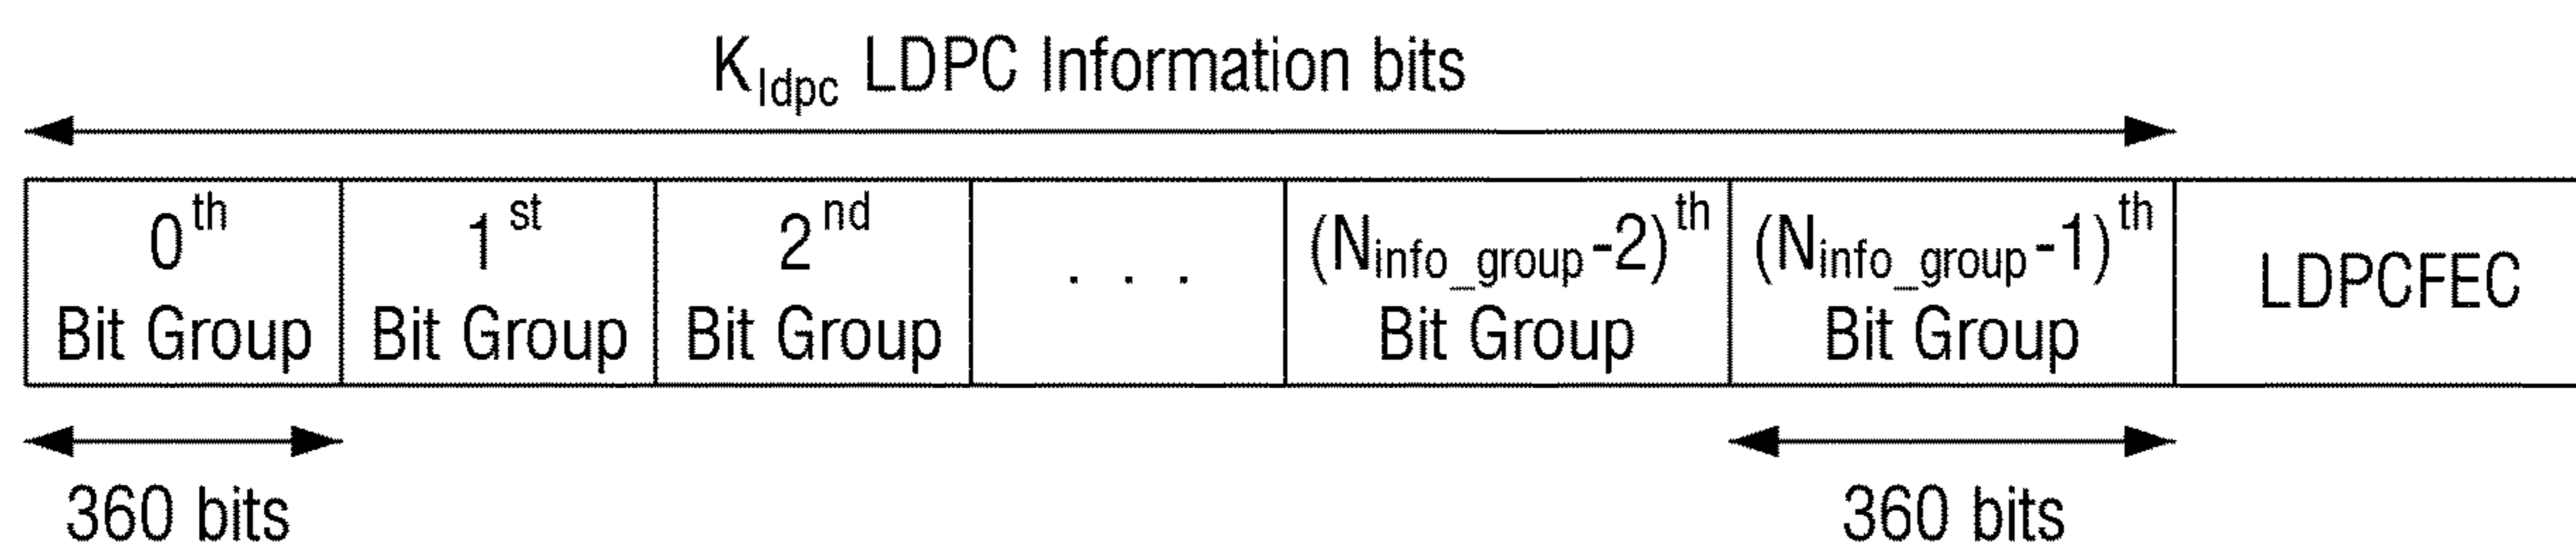 K_ldpc LDPC Information bits
0th 1st 2nd . . . (N_info_group-2)th (N_info_group-1)th LDPCFEC
Bit Group Bit Group Bit Group Bit Group Bit Group
360 bits 360 bits